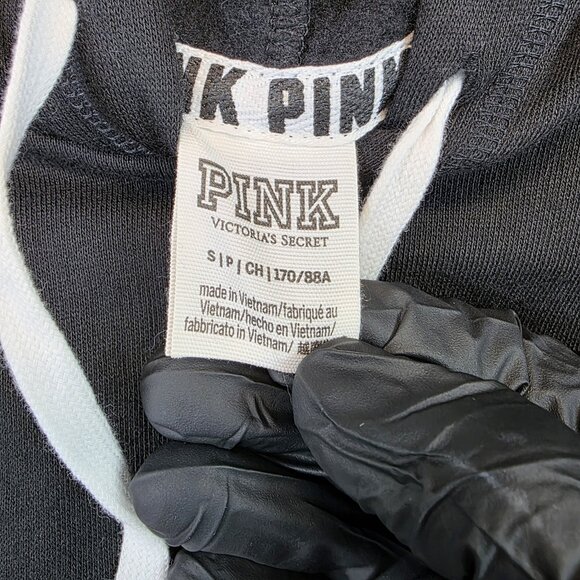 PINK PINK
PINK
VICTORIA'S SECRET
S|P|CH|170/88A
made in Vietnam/fabriqué au
Vietnam/hecho en Vietnam/
fabbricato in Vietnam/越